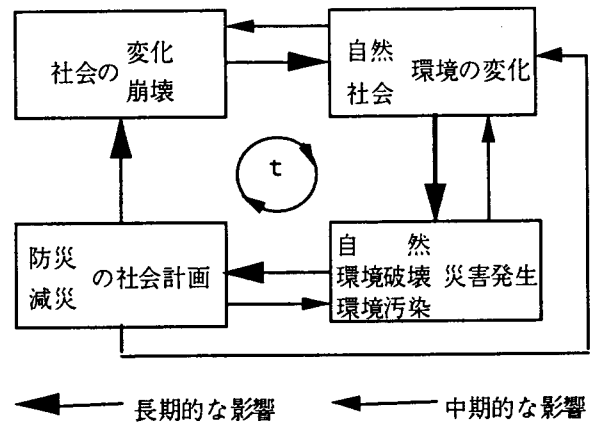 変化
社会の
崩壊
自然
環境の変化
社会
t
防災
の社会計画
減災
自 然
環境破壊 災害発生
環境汚染
長期的な影響 中期的な影響